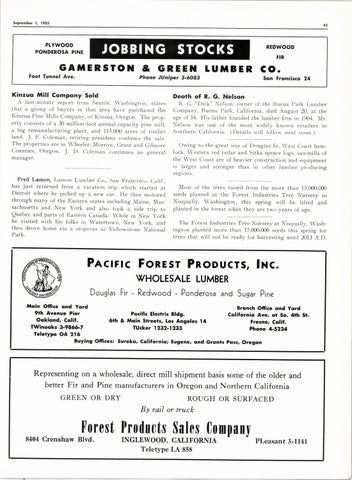 September 1, 1953
43
PLYWOOD
PONDEROSA PINE
JOBBING STOCKS
REDWOOD
FIR
GAMERSTON & GREEN LUMBER CO.
Foot Tunnel Ave.
Phone JUniper 5-6083
San Francisco 24
Kinzua Mill Company Sold
A last-minute report from Seattle, Washington, states
that a group of buyers in that area have purchased the
Kinzua Pine Mills Company, of Kinzua, Oregon. The prop-
erty consists of a 30 million foot annual capacity pine mill,
a big remanufacturing plant, and 115,000 acres of timber
land. J. F. Coleman, retiring president confirms the sale.
The properties are in Wheeler, Morrow, Grant and Gilmore
Counties, Oregon. J. D. Coleman continues as general
manager.
Fred Lamon, Lamon Lumber Co., San Francisco, Calif.,
has just returned from a vacation trip which started at
Detroit where he picked up a new car. He then motored
through many of the Eastern states including Maine, Mas-
sachusetts and New York and also took a side trip to
Quebec and parts of Eastern Canada. While in New York
he visited with his folks in Watertown, New York, and
then drove home via a stopover at Yellowstone National
Park.
Death of R. G. Nelson
R. G. "Dick" Nelson, owner of the Buena Park Lumber
Company, Buena Park, California, died August 20, at the
age of 54. His father founded the lumber firm in 1904. Mr.
Nelson was one of the most widely known retailers in
Southern California. (Details will follow next issue.)
Owing to the great size of Douglas fir, West Coast hem-
lock, Western red cedar and Sitka spruce logs, sawmills of
the West Coast are of heavier construction and equipment
is larger and stronger than in other lumber producing
regions.
Most of the trees raised from the more than 13,000,000
seeds planted at the Forest Industries Tree Nursery in
Nisqually, Washington, this spring will be lifted and
planted in the forest when they are two years of age.
The Forest Industries Tree Nursery at Nisqually, Wash-
ington planted more than 13,000,000 seeds this spring for
trees that will not be ready for harvesting until 2013 A.D.
PACIFIC FOREST PRODUCTS, INC.
WHOLESALE LUMBER
Douglas Fir - Redwood - Ponderosa and Sugar Pine
Main Office and Yard
9th Avenue Pier
Oakland, Calif.
TWinoaks 3-9866-7
Teletype OA 216
Pacific Electric Bldg.
6th & Main Streets, Los Angeles 14
TUcker 1232-1233
Branch Office and Yard
California Ave. at So. 4th St.
Fresno, Calif.
Phone 4-5234
Buying Offices: Eureka, California; Eugene, and Grants Pass, Oregon
Representing on a wholesale, direct mill shipment basis some of the older and
better Fir and Pine manufacturers in Oregon and Northern California
GREEN OR DRY
ROUGH OR SURFACED
By rail or truck
Forest Products Sales Company
8404 Crenshaw Blvd.
INGLEWOOD, CALIFORNIA
PLeasant 3-1141
Teletype LA 858